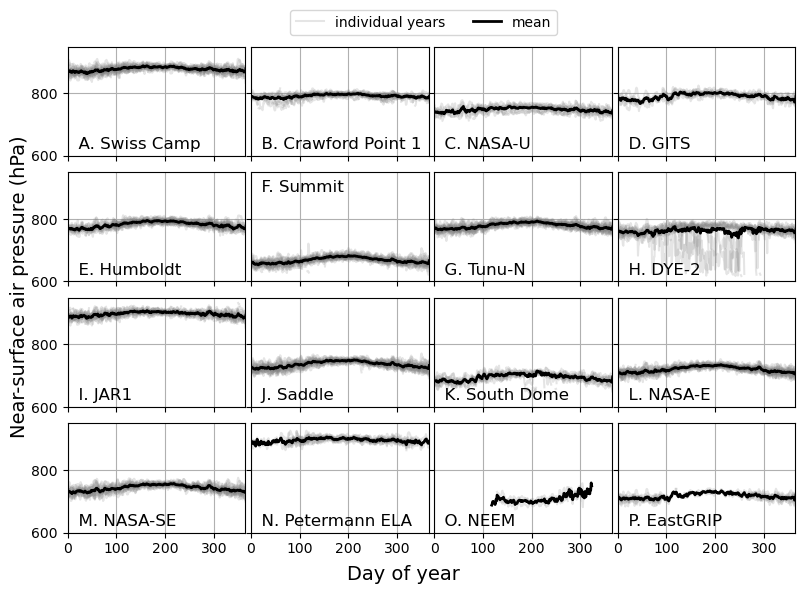 individual years mean
800
600
A. Swiss Camp
B. Crawford Point 1
C. NASA-U
D. GITS
800
600
E. Humboldt
F. Summit
G. Tunu-N
H. DYE-2
800
600
I. JAR1
J. Saddle
K. South Dome
L. NASA-E
800
600
M. NASA-SE
N. Petermann ELA
O. NEEM
P. EastGRIP
0 100 200 300 0 100 200 300 0 100 200 300 0 100 200 300
Near-surface air pressure (hPa)
Day of year